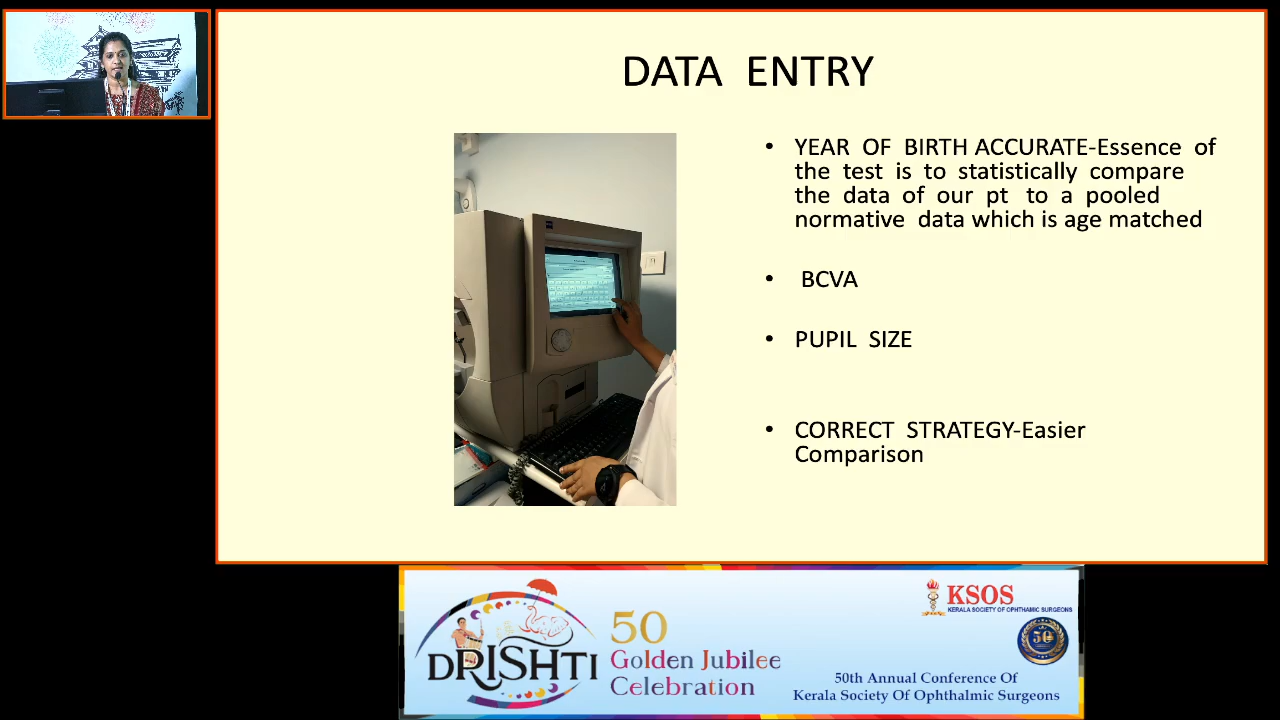 DATA ENTRY
• YEAR OF BIRTH ACCURATE-Essence of
the test is to statistically compare
the data of our pt to a pooled
normative data which is age matched
• BCVA
• PUPIL SIZE
• CORRECT STRATEGY-Easier
Comparison
DRISHTI
50
Golden Jubilee
Celebration
KSOS
KERALA SOCIETY OF OPHTHAMIC SURGEONS
50
50th Annual Conference Of
Kerala Society Of Ophthalmic Surgeons